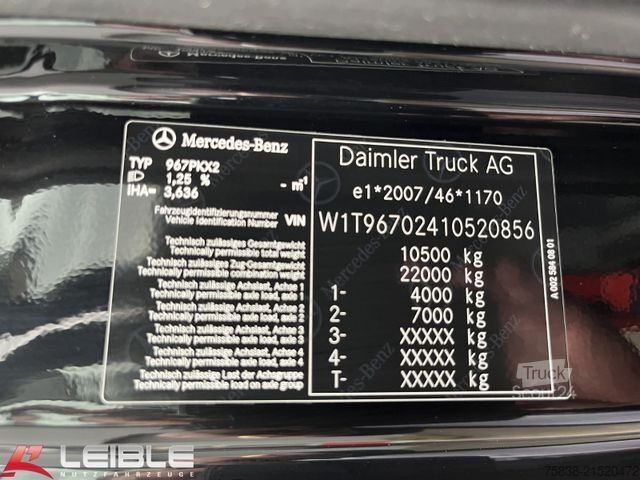 Mercedes-Benz
TYP 967PKX2
1,25 % - m⁻¹
IHA= 3,636
Fahrzeugidentifizierungsnummer
Vehicle Identification Number VIN
Technisch zulässiges Gesamtgewicht
Technically permissible total weight
Technisch zulässiges Zug-Gesamtgewicht
Technically permissible combination weight
Technisch zulässige Achslast, Achse 1
Technically permissible axle load, axle 1
Technisch zulässige Achslast, Achse 2
Technically permissible axle load, axle 2
Technisch zulässige Achslast, Achse 3
Technically permissible axle load, axle 3
Technisch zulässige Achslast, Achse 4
Technically permissible axle load, axle 4
Technisch zulässige Last der Achsgruppe
Technically permissible load on axle group
Daimler Truck AG
e1*2007/46*1170
W1T96702410520856
10500 kg
22000 kg
1- 4000 kg
2- 7000 kg
3- XXXXX kg
4- XXXXX kg
T- XXXXX kg
A 002 584 08 01
Truck
Scout24
LEIBLE
NUTZFAHRZEUGE
75838-21520472